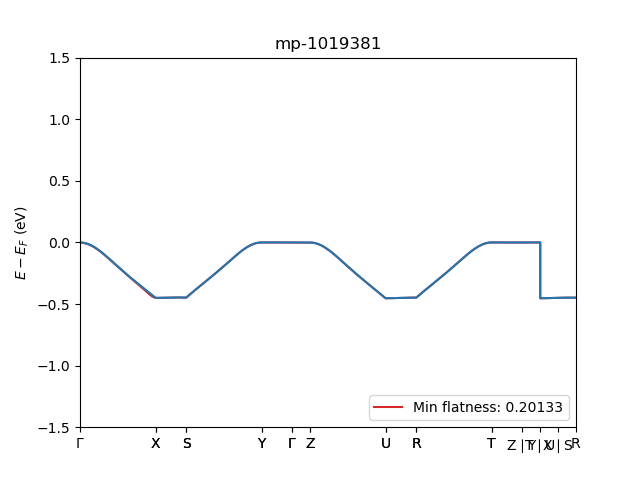 mp-1019381
1.5
1.0
0.5
0.0
−0.5
−1.0
−1.5
E − E_F (eV)
Min flatness: 0.20133
Γ X S Y Γ Z U R T Z | T Y | X U | S R